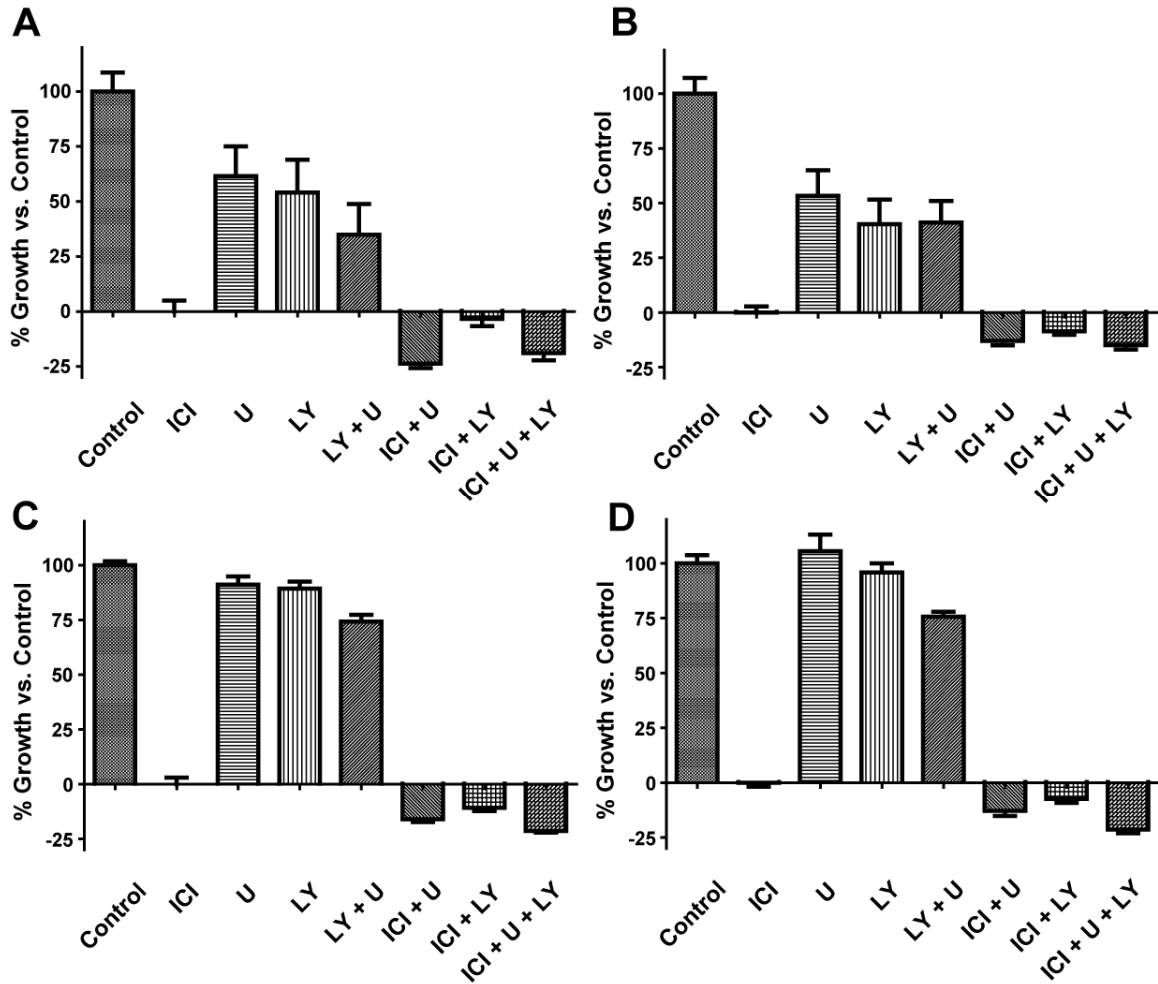 A
% Growth vs. Control
100
75
50
25
0
-25
Control
ICI
U
LY
LY + U
ICI + U
ICI + LY
ICI + U + LY
B
% Growth vs. Control
100
75
50
25
0
-25
Control
ICI
U
LY
LY + U
ICI + U
ICI + LY
ICI + U + LY
C
% Growth vs. Control
100
75
50
25
0
-25
Control
ICI
U
LY
LY + U
ICI + U
ICI + LY
ICI + U + LY
D
% Growth vs. Control
100
75
50
25
0
-25
Control
ICI
U
LY
LY + U
ICI + U
ICI + LY
ICI + U + LY